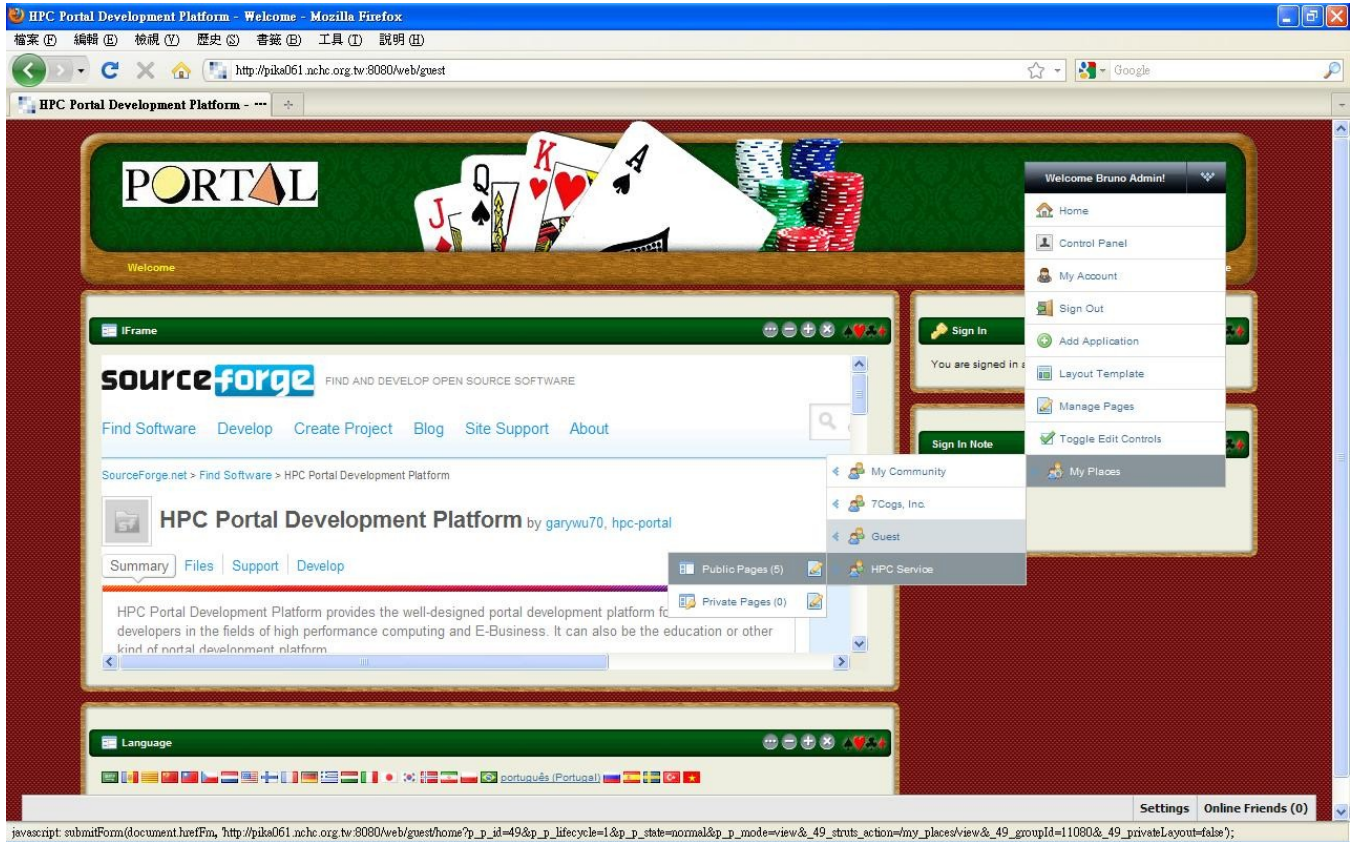 HPC Portal Development Platform - Welcome - Mozilla Firefox
檔案(F) 編輯(E) 檢視(V) 歷史(S) 書籤(B) 工具(T) 說明(H)
http://pika061.nchc.org.tw:8080/web/guest
Google
HPC Portal Development Platform - ...
PORTAL
J
Q
K
A
Welcome Bruno Admin!
Home
Control Panel
My Account
Sign Out
Add Application
Layout Template
Manage Pages
Toggle Edit Controls
My Places
Welcome
IFrame
Sign In
You are signed in
sourceforge FIND AND DEVELOP OPEN SOURCE SOFTWARE
Find Software Develop Create Project Blog Site Support About
Sign In Note
SourceForge.net > Find Software > HPC Portal Development Platform
My Community
7Cogs, Inc.
Guest
HPC Service
HPC Portal Development Platform by garywu70, hpc-portal
Summary Files Support Develop
Public Pages (5)
Private Pages (0)
HPC Portal Development Platform provides the well-designed portal development platform
developers in the fields of high performance computing and E-Business. It can also be the education or other
kind of portal development platform
Language
português (Portugal)
Settings Online Friends (0)
javascript: submitForm(document.hrefFm, 'http://pika061.nchc.org.tw:8080/web/guest/home?p_p_id=49&p_p_lifecycle=1&p_p_state=normal&p_p_mode=view&_49_struts_action=/my_places/view&_49_groupId=11080&_49_privateLayout=false');